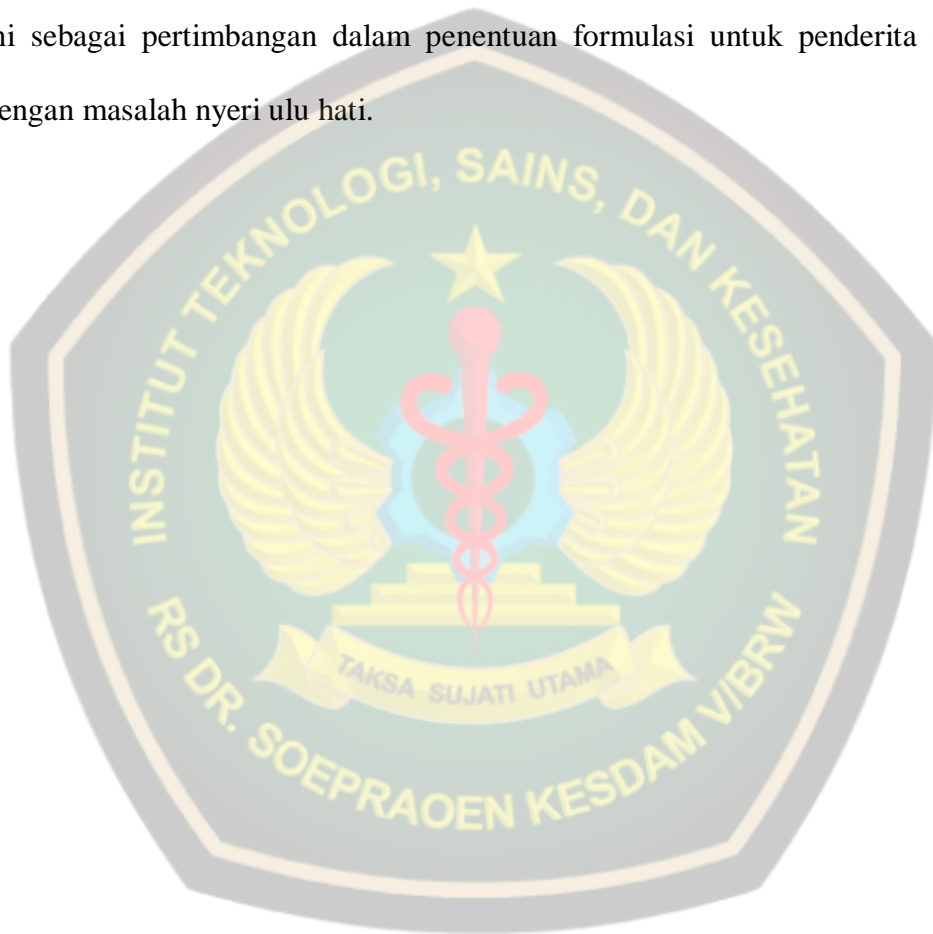 ni sebagai pertimbangan dalam penentuan formulasi untuk penderita
engan masalah nyeri ulu hati.
INSTITUT TEKNOLOGI, SAINS, DAN KESEHATAN
TAKSA SUJATI UTAMA
RS DR. SOEPRAOEN KESDAM V/BRW